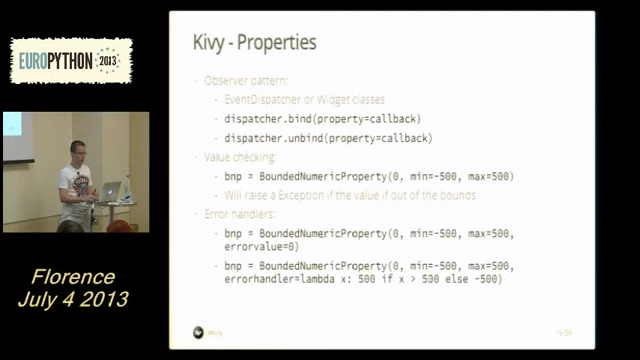 EUROPYTHON
2013
Florence
July 4 2013
Kivy - Properties
Observer pattern:
EventDispatcher or Widget classes
dispatcher.bind(property=callback)
dispatcher.unbind(property=callback)
Value checking:
bnp = BoundedNumericProperty(0, min=-500, max=500)
Will raise a Exception if the value if out of the bounds
Error handlers:
bnp = BoundedNumericProperty(0, min=-500, max=500,
errorvalue=0)
bnp = BoundedNumericProperty(0, min=-500, max=500,
errorhandler=lambda x: 500 if x > 500 else -500)
Kivy